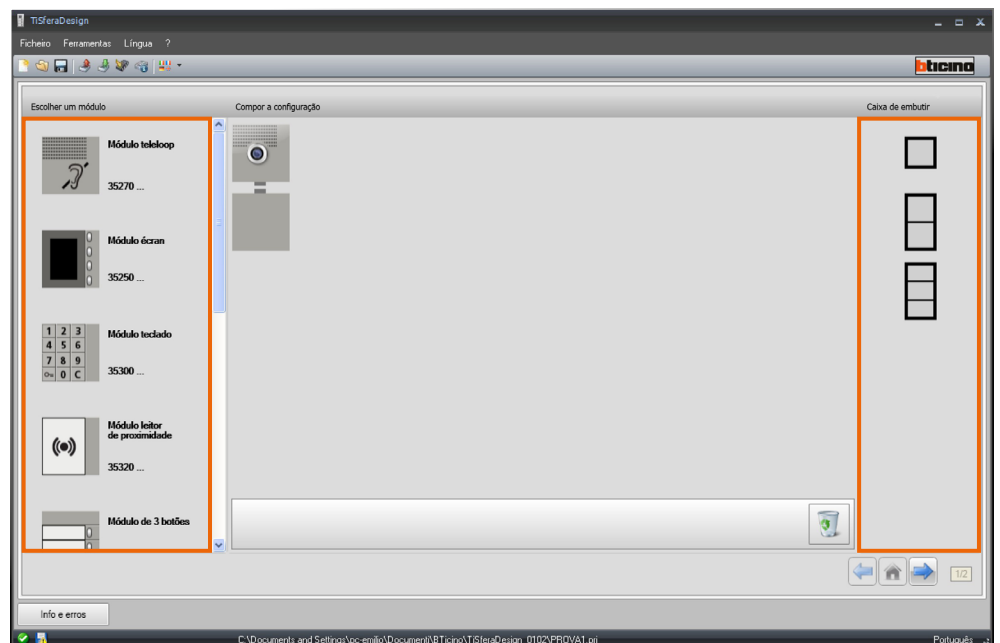 TiSferaDesign
Ficheiro Ferramentas Língua ?
bticino
Escolher um módulo
Compor a configuração
Caixa de embutir
Módulo teleloop
35270 ...
Módulo écran
35250 ...
1 2 3
4 5 6
7 8 9
0 C
Módulo teclado
35300 ...
Módulo leitor
de proximidade
35320 ...
Módulo de 3 botões
1/2
Info e erros
C:\Documents and Settings\pc-emilio\Documenti\BTicino\TiSferaDesign_0102\PROVA1.prj
Português